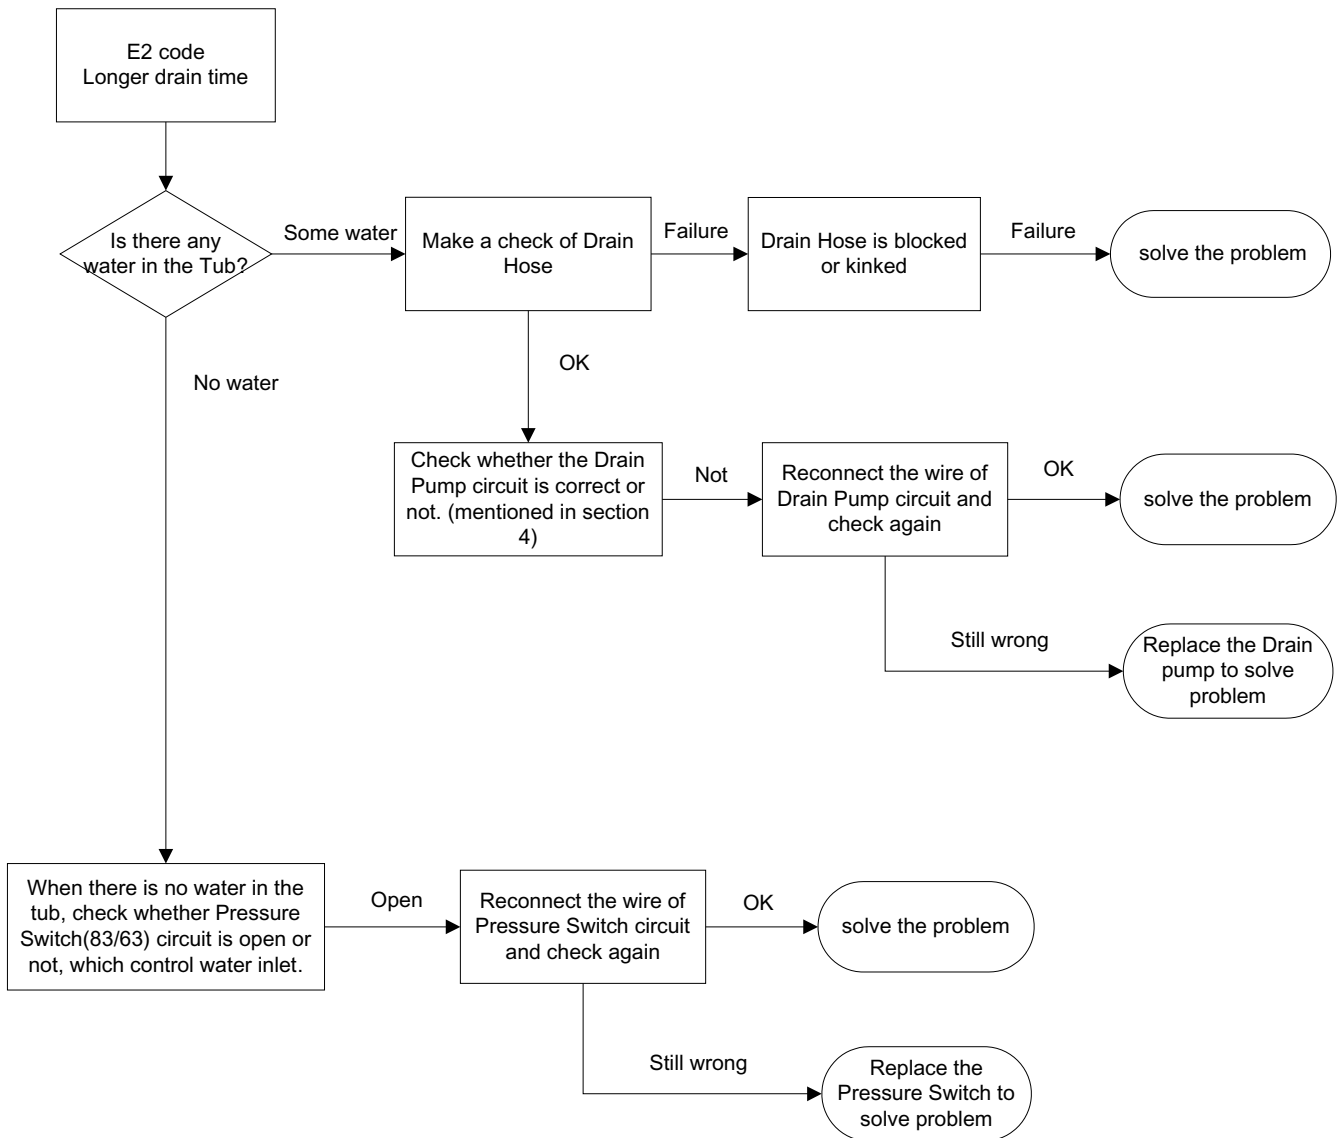 E2 code
Longer drain time
Is there any
water in the Tub?
Some water
Make a check of Drain
Hose
Failure
Drain Hose is blocked
or kinked
Failure
solve the problem
OK
No water
Check whether the Drain
Pump circuit is correct or
not. (mentioned in section
4)
Not
Reconnect the wire of
Drain Pump circuit and
check again
OK
solve the problem
Still wrong
Replace the Drain
pump to solve
problem
When there is no water in the
tub, check whether Pressure
Switch(83/63) circuit is open or
not, which control water inlet.
Open
Reconnect the wire of
Pressure Switch circuit
and check again
OK
solve the problem
Still wrong
Replace the
Pressure Switch to
solve problem